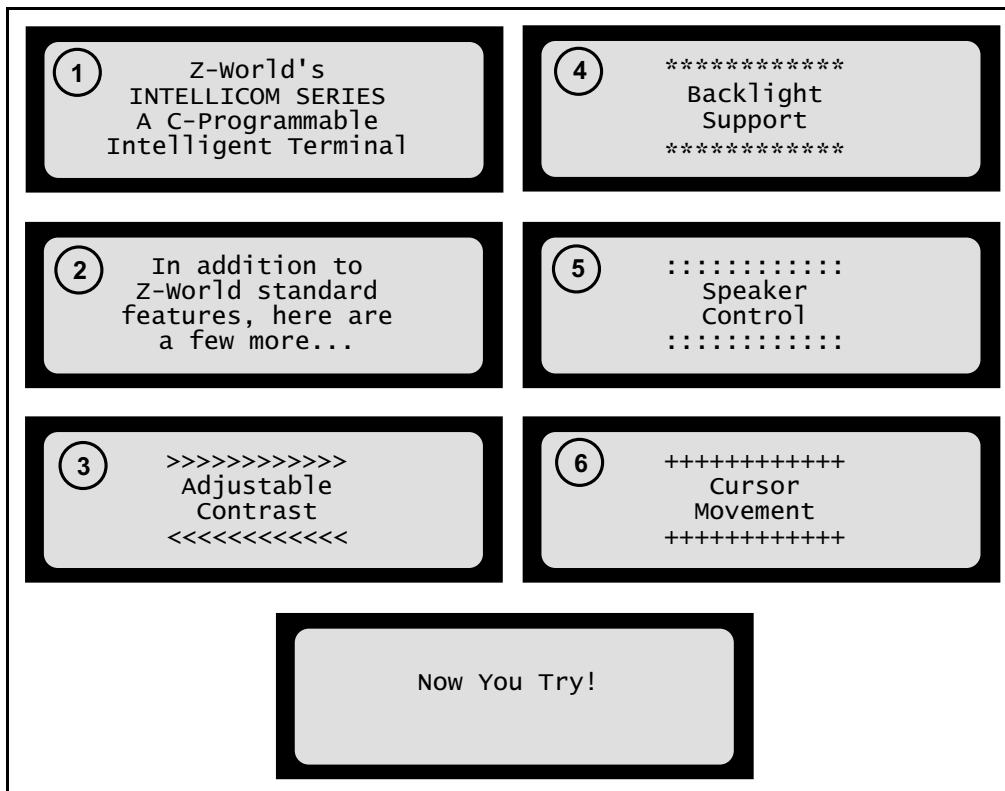 1
Z-World's
INTELLICOM SERIES
A C-Programmable
Intelligent Terminal
2
In addition to
Z-World standard
features, here are
a few more...
3
>>>>>>>>>>>>
Adjustable
Contrast
<<<<<<<<<<<<
4
************
Backlight
Support
************
5
::::::::::::
Speaker
Control
::::::::::::
6
++++++++++++
Cursor
Movement
++++++++++++
Now You Try!